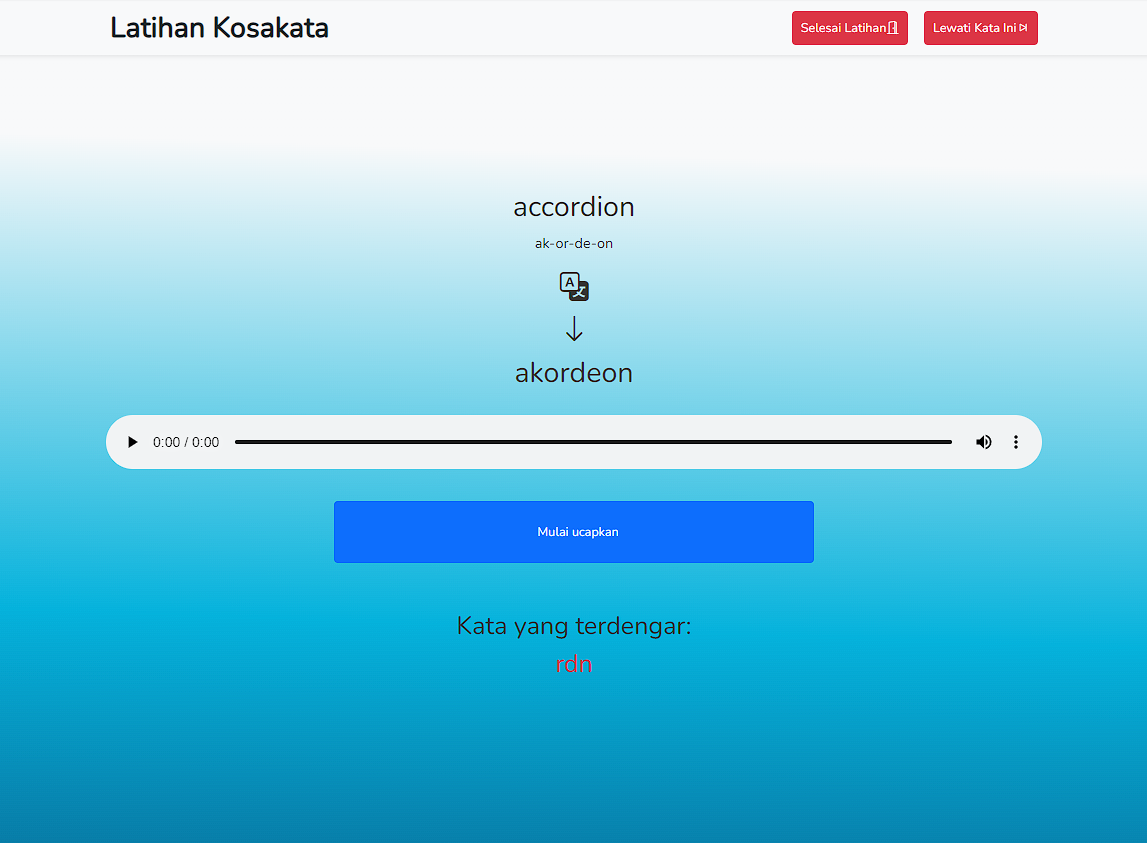 Latihan Kosakata
Selesai Latihan
Lewati Kata Ini
accordion
ak-or-de-on
A 文
akordeon
0:00 / 0:00
Mulai ucapkan
Kata yang terdengar:
rdn